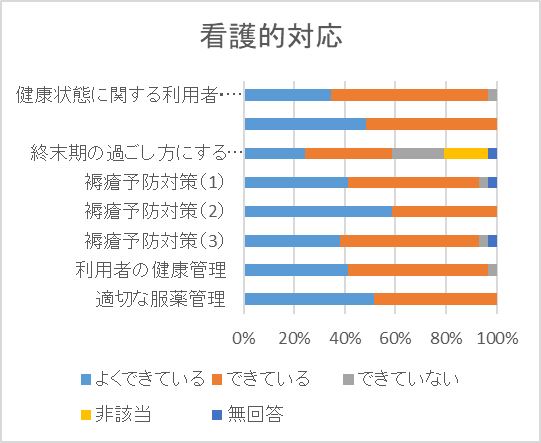 看護的対応
健康状態に関する利用者・…
終末期の過ごし方にする…
褥瘡予防対策（1）
褥瘡予防対策（2）
褥瘡予防対策（3）
利用者の健康管理
適切な服薬管理
0% 20% 40% 60% 80% 100%
よくできている できている できていない
非該当 無回答